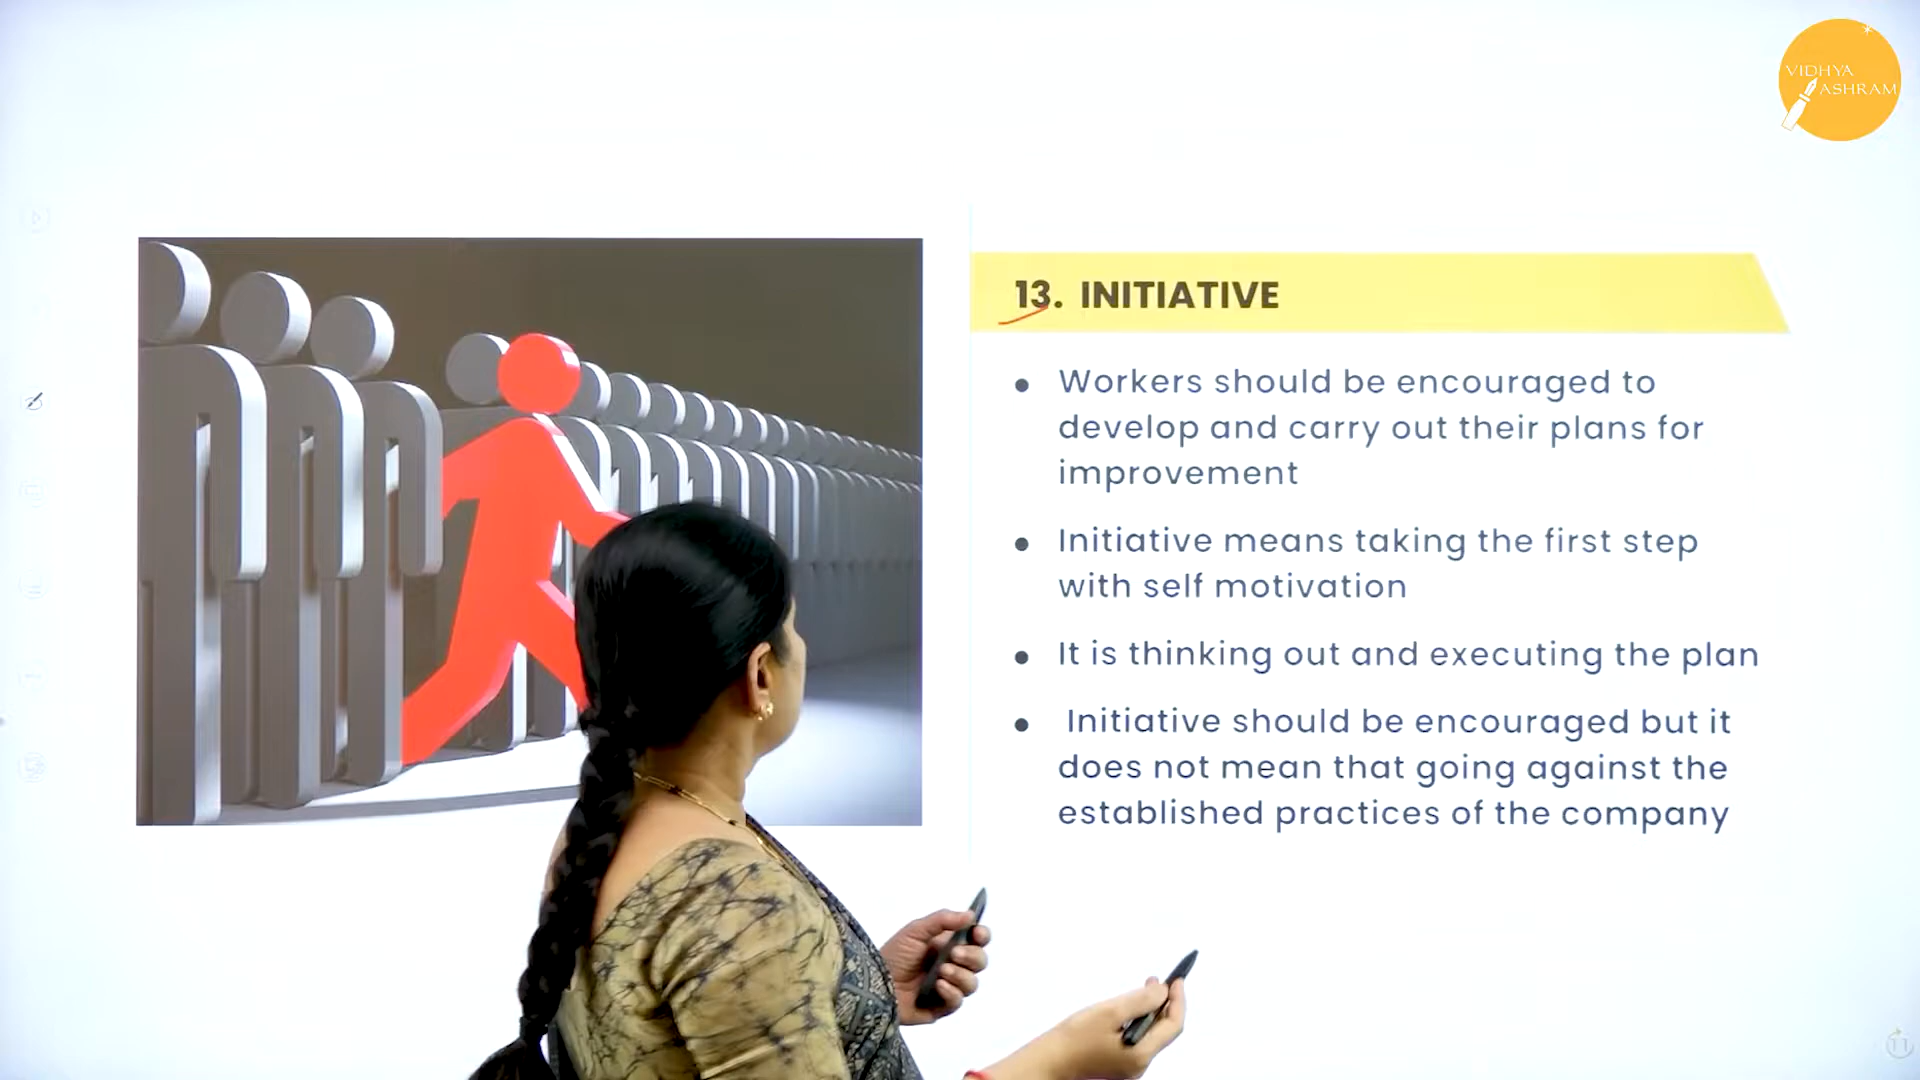 VIDHYA
ASHRAM
13. INITIATIVE
• Workers should be encouraged to
develop and carry out their plans for
improvement
• Initiative means taking the first step
with self motivation
• It is thinking out and executing the plan
• Initiative should be encouraged but it
does not mean that going against the
established practices of the company